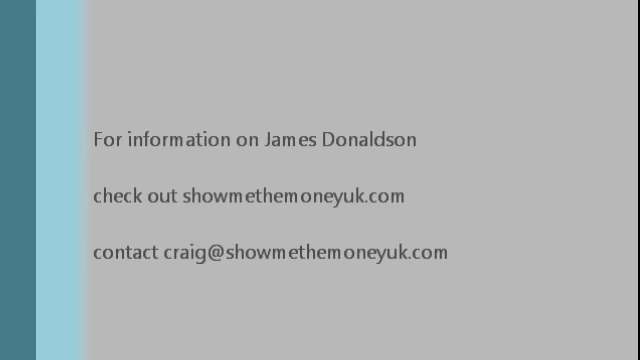 For information on James Donaldson
check out showmethemoneyuk.com
contact craig@showmethemoneyuk.com